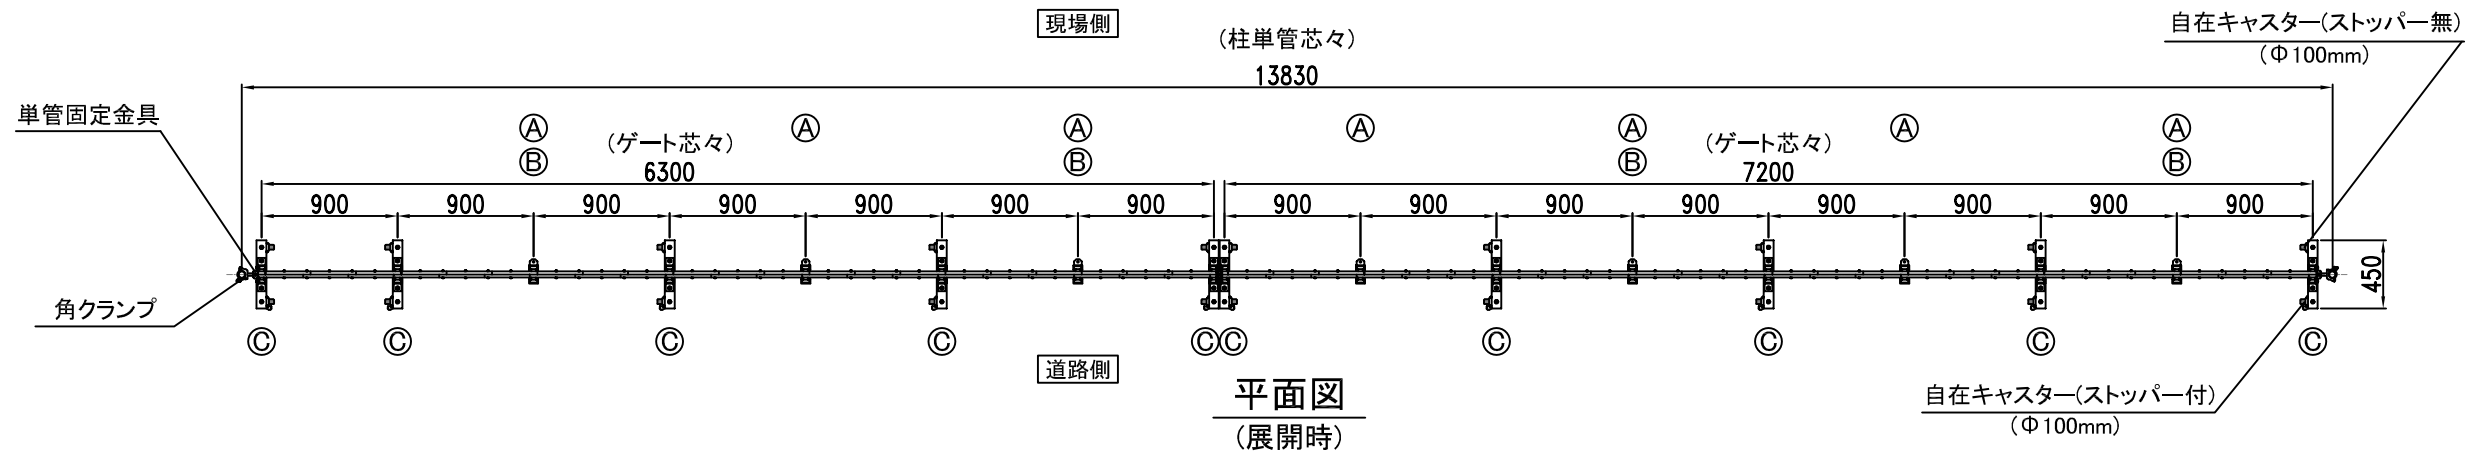 現場側
自在キャスター(ストッパー無)
(Φ100mm)
(柱単管芯々)
13830
単管固定金具
Ⓐ Ⓐ Ⓐ Ⓐ Ⓐ Ⓐ Ⓐ
(ゲート芯々) (ゲート芯々)
Ⓑ Ⓑ Ⓑ Ⓑ
6300 7200
900 900 900 900 900 900 900 900 900 900 900 900 900 900 900
450
角クランプ
Ⓒ Ⓒ Ⓒ Ⓒ Ⓒ Ⓒ Ⓒ Ⓒ Ⓒ Ⓒ
道路側
平面図
(展開時)
自在キャスター(ストッパー付)
(Φ100mm)